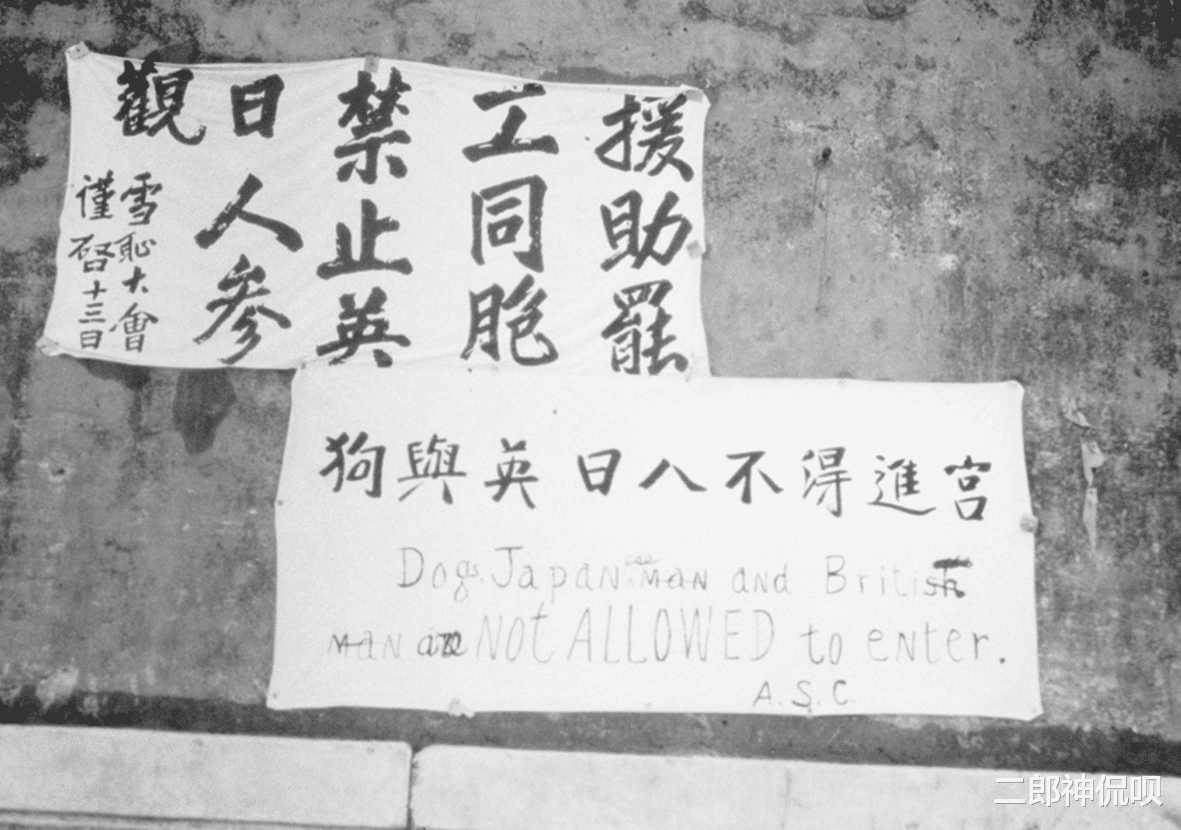 援助罷
工同胞
禁止英
日人參
觀
雪恥大會
謹啓十三日
狗與英日人不得進宮
Dogs, Japanese man and British
man are NOT ALLOWED to enter.
A.S.C.
二郎神侃呗